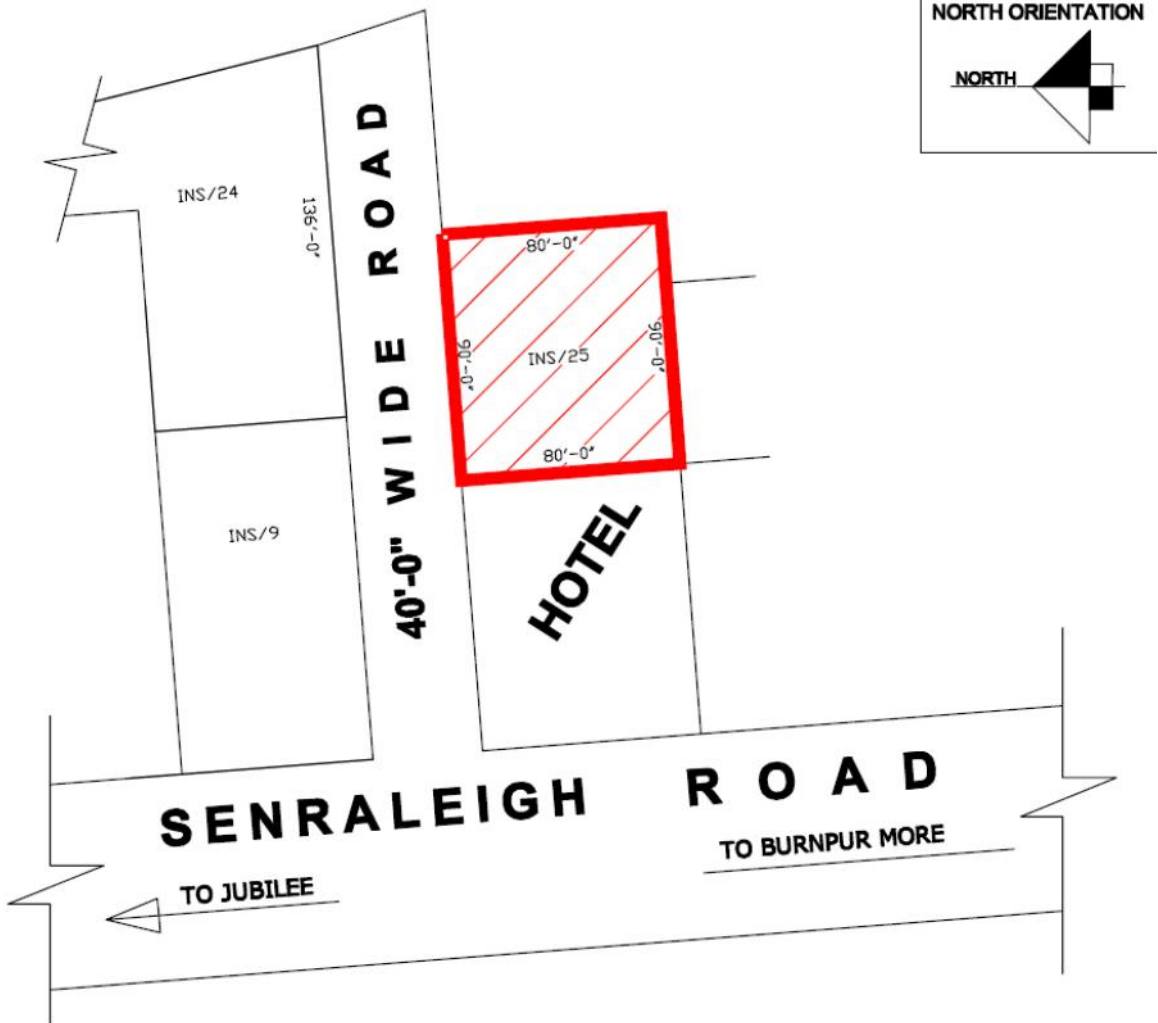 NORTH ORIENTATION
NORTH
INS/24
136'-0"
40'-0" WIDE ROAD
80'-0"
90'-0"
INS/25
90'-0"
80'-0"
INS/9
HOTEL
SENRALEIGH ROAD
TO BURNPUR MORE
TO JUBILEE